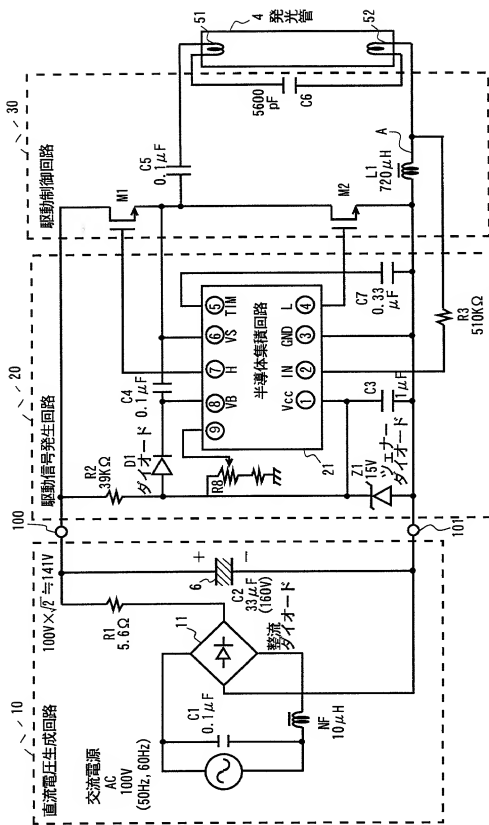 直流電圧生成回路
10
交流電源
AC
100V
(50Hz, 60Hz)
C1
0.1μF
NF
10μH
整流
ダイオード
11
R1
5.6Ω
100V×√2≒141V
6
+
−
C2
33μF
(160V)
100
101
駆動信号発生回路
20
R2
39KΩ
D1
ダイオード
C4
0.1μF
R8
Z1
15V
ツェナー
ダイオード
C3
1μF
21
半導体集積回路
9
8
VB
7
H
6
VS
5
TIM
1
Vcc
2
IN
3
GND
4
L
C7
0.33
μF
R3
510KΩ
駆動制御回路
30
M1
M2
C5
0.1μF
5600
pF
C6
L1
720μH
A
4
発光管
51
52